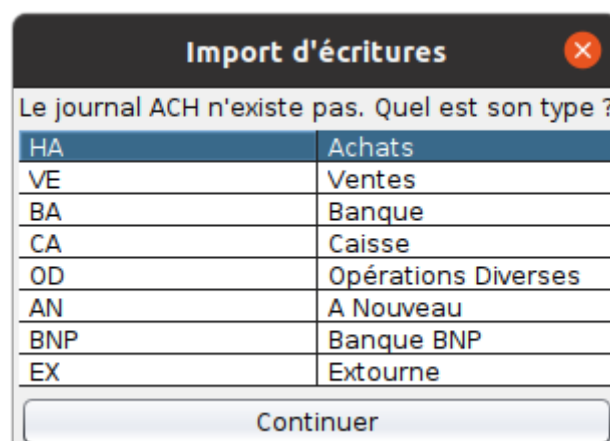 Import d'écritures
Le journal ACH n'existe pas. Quel est son type ?
HA Achats
VE Ventes
BA Banque
CA Caisse
OD Opérations Diverses
AN A Nouveau
BNP Banque BNP
EX Extourne
Continuer